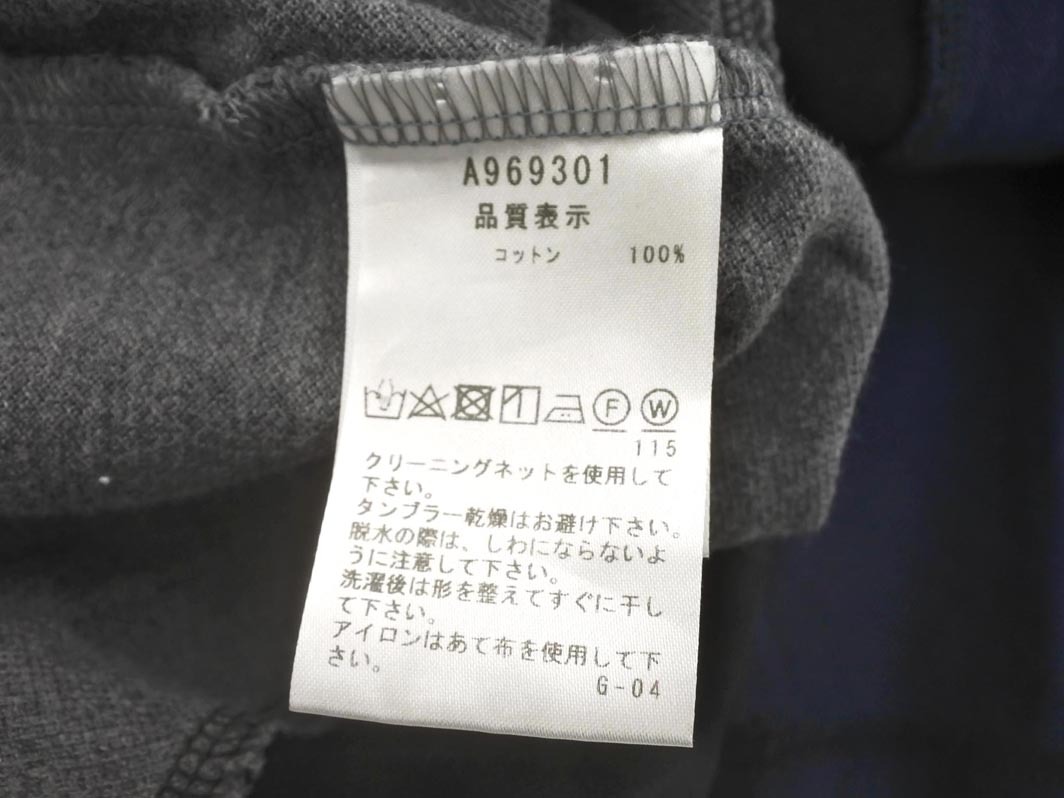 A969301
品質表示
コットン 100%
F W
115
クリーニングネットを使用して
下さい。
タンブラー乾燥はお避け下さい。
脱水の際は、しわにならないよ
うに注意して下さい。
洗濯後は形を整えてすぐに干し
て下さい。
アイロンはあて布を使用して下
さい。
G-04